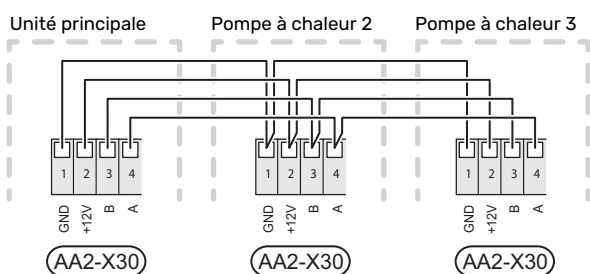 Unité principale Pompe à chaleur 2 Pompe à chaleur 3
1 2 3 4 1 2 3 4 1 2 3 4
GND +12V B A GND +12V B A GND +12V B A
AA2-X30 AA2-X30 AA2-X30